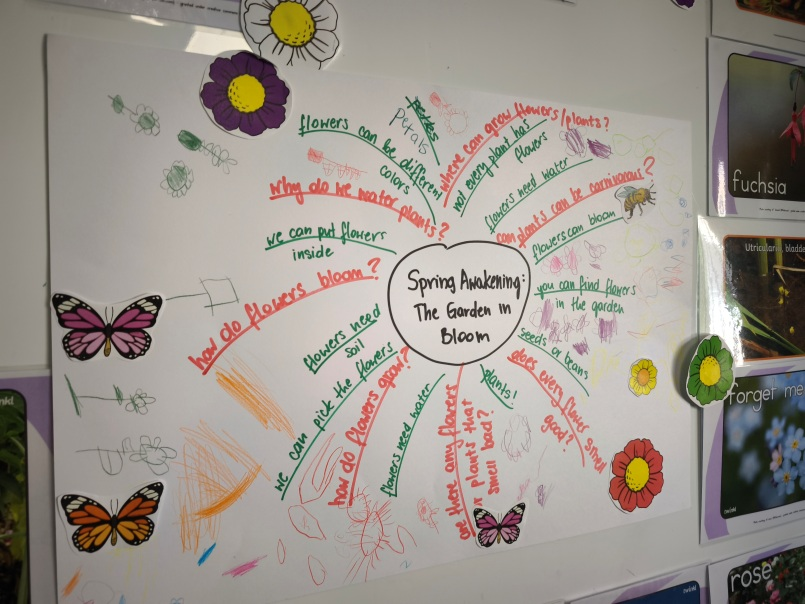 Spring Awakening:
The Garden in
Bloom
petals
flowers can be different
colors
why do we water plants?
we can put flowers
inside
how do flowers bloom?
flowers need
soil
we can pick the flowers
how do flowers grow?
flowers need water
are there any flowers
or plants that
smell bad?
plants!
does every flower smell
good?
seeds or beans
you can find flowers
in the garden
flowers can bloom
can plants can be carnivorous?
flowers need water
not every plant has
flowers
where can grow flowers/plants?
fuchsia
Utricularia, bladde
forget me
twinkl
rose
twinkl